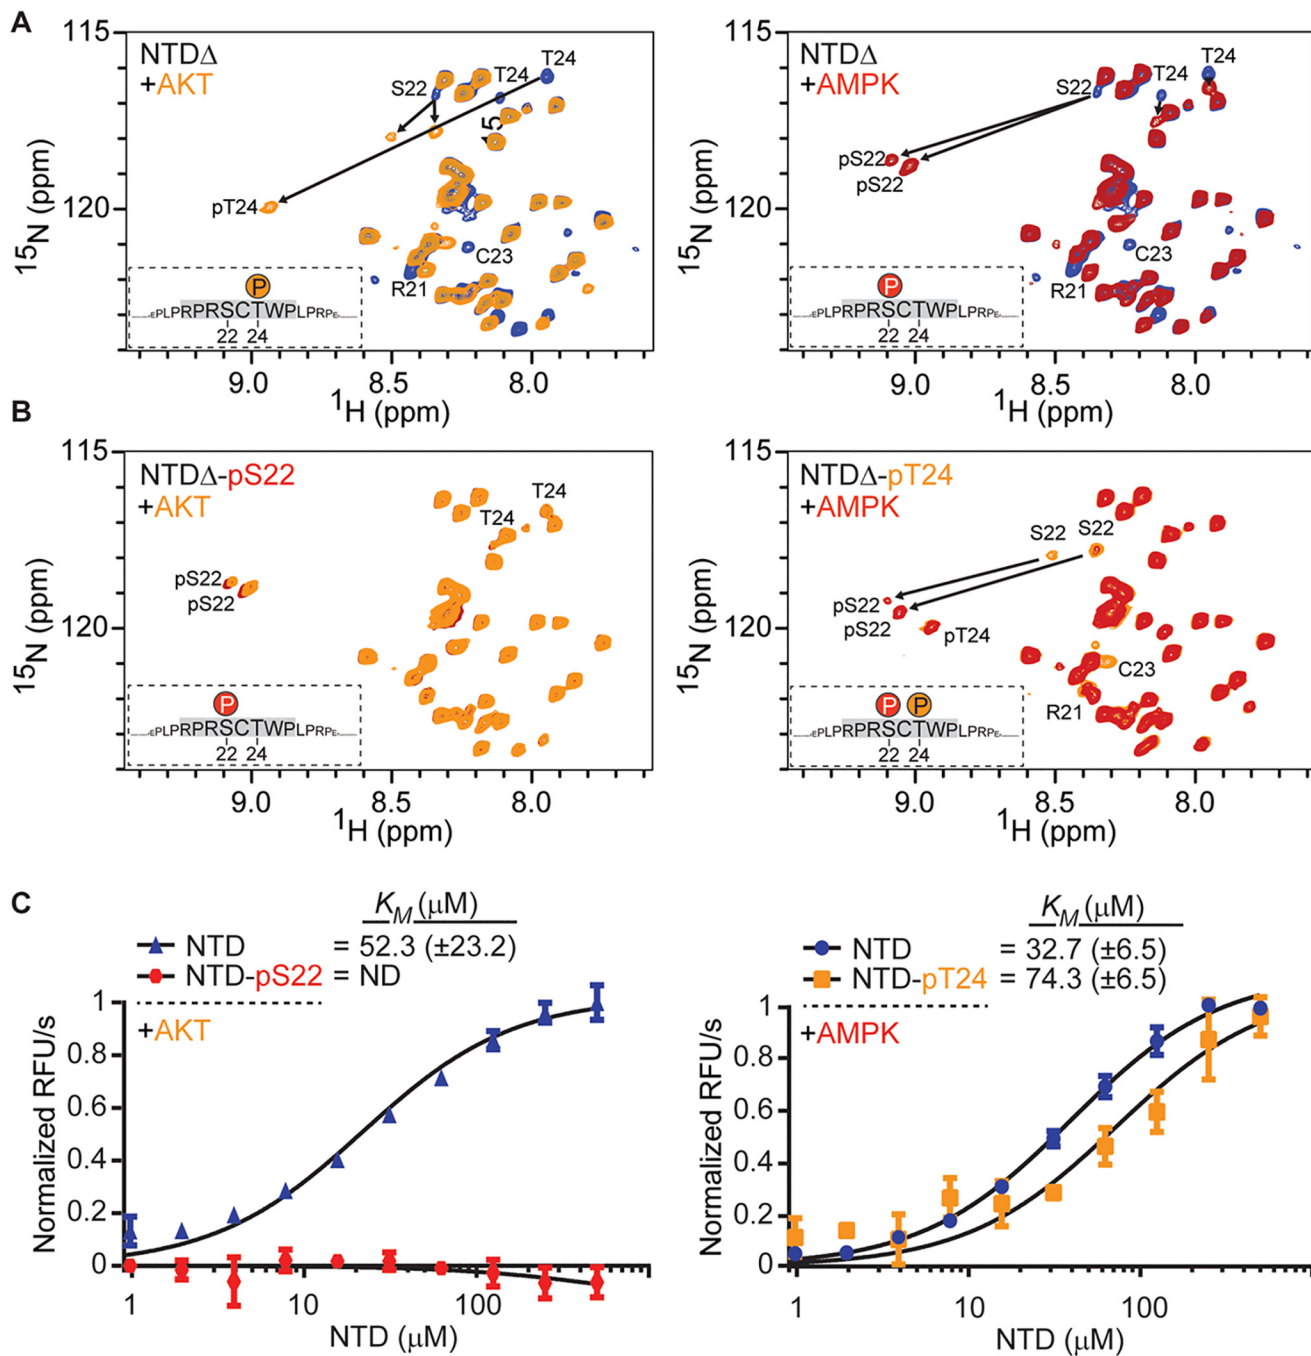 A
NTDΔ
+AKT
S22
T24
T24
15
pT24
C23
R21
P
EPLPRPRSCTWPLPRPE
22 24
115
120
15N (ppm)
9.0 8.5 8.0
1H (ppm)
NTDΔ
+AMPK
S22
T24
T24
pS22
pS22
C23
R21
P
EPLPRPRSCTWPLPRPE
22 24
115
120
15N (ppm)
9.0 8.5 8.0
1H (ppm)
B
NTDΔ-pS22
+AKT
T24
T24
pS22
pS22
P
EPLPRPRSCTWPLPRPE
22 24
115
120
15N (ppm)
9.0 8.5 8.0
1H (ppm)
NTDΔ-pT24
+AMPK
S22
S22
pS22
pS22
pT24
C23
R21
P P
EPLPRPRSCTWPLPRPE
22 24
115
120
15N (ppm)
9.0 8.5 8.0
1H (ppm)
C
KM (μM)
NTD = 52.3 (±23.2)
NTD-pS22 = ND
+AKT
1
0.8
0.6
0.4
0.2
0
Normalized RFU/s
1 10 100
NTD (μM)
KM (μM)
NTD = 32.7 (±6.5)
NTD-pT24 = 74.3 (±6.5)
+AMPK
1
0.8
0.6
0.4
0.2
0
Normalized RFU/s
1 10 100
NTD (μM)